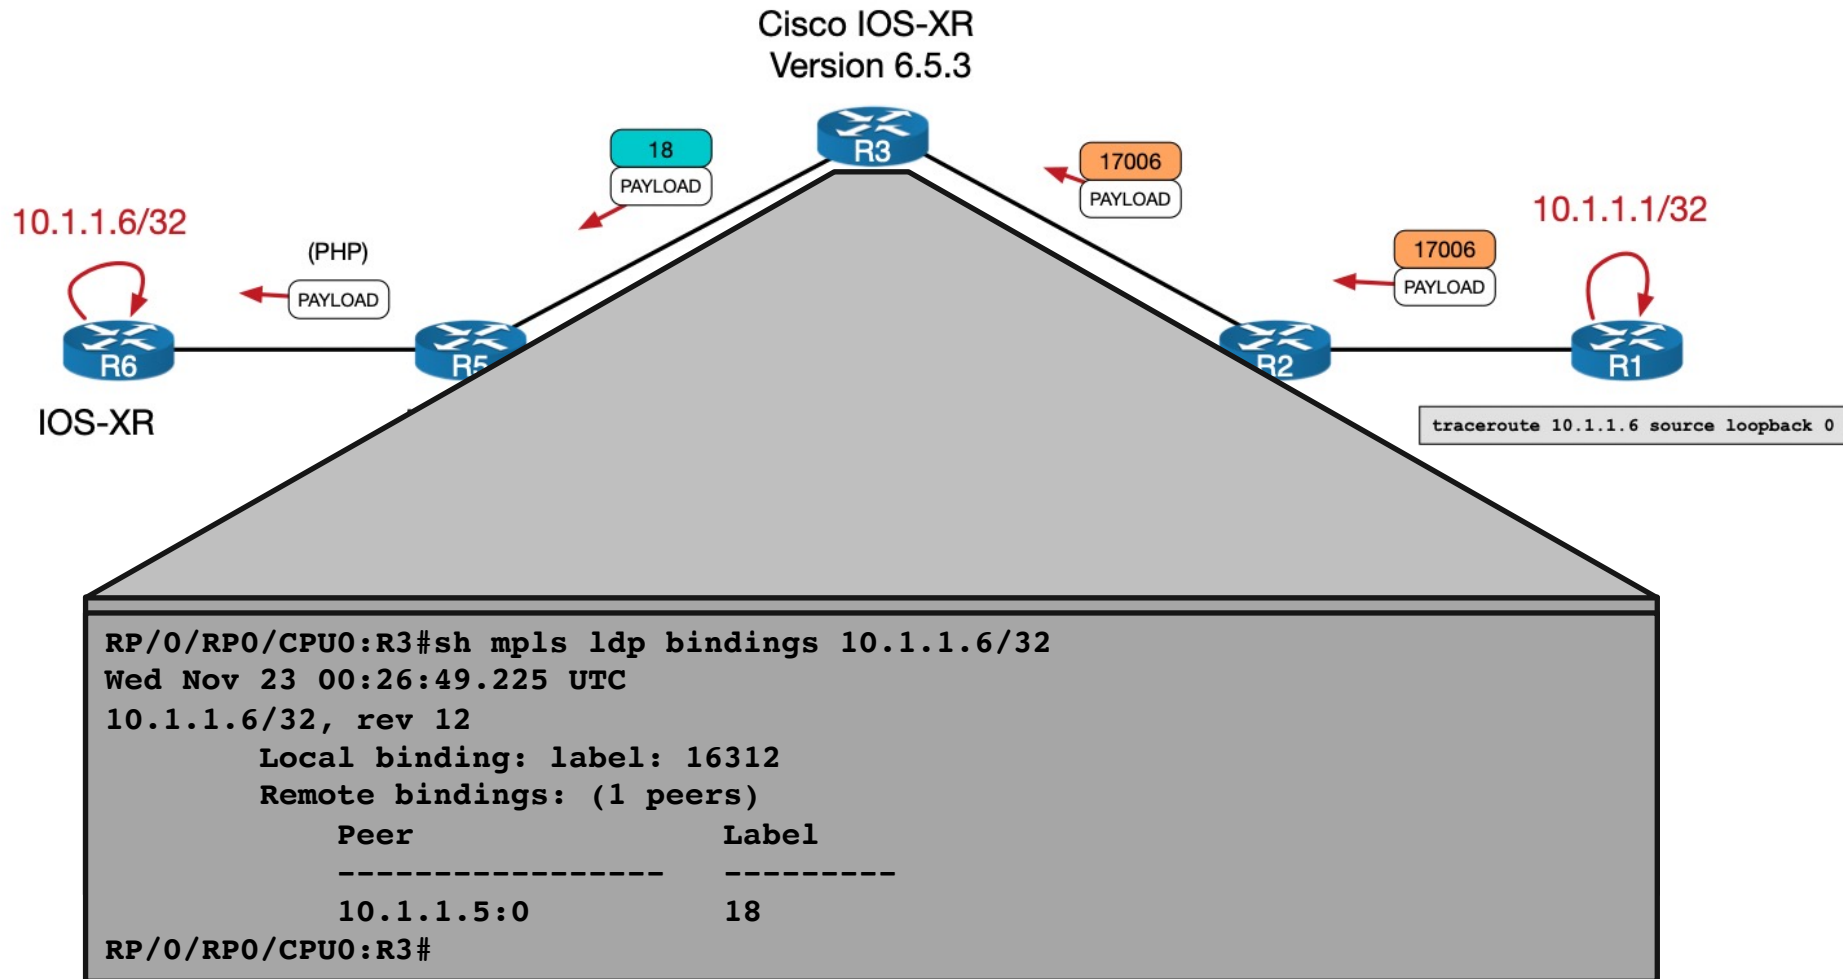 Cisco IOS-XR
Version 6.5.3
R3
18
PAYLOAD
17006
PAYLOAD
10.1.1.6/32
10.1.1.1/32
(PHP)
PAYLOAD
17006
PAYLOAD
R6
R5
R2
R1
IOS-XR
traceroute 10.1.1.6 source loopback 0
RP/0/RP0/CPU0:R3#sh mpls ldp bindings 10.1.1.6/32
Wed Nov 23 00:26:49.225 UTC
10.1.1.6/32, rev 12
Local binding: label: 16312
Remote bindings: (1 peers)
Peer Label
----------------- ---------
10.1.1.5:0 18
RP/0/RP0/CPU0:R3#